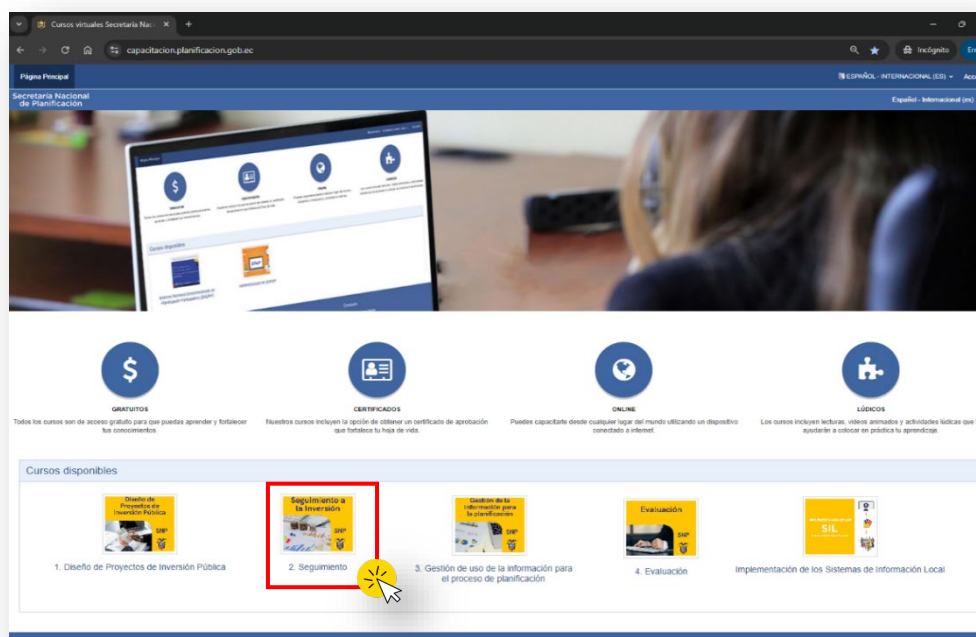 Cursos virtuales Secretaría Nac
capacitacion.planificacion.gob.ec
Incógnito
Página Principal
ESPAÑOL - INTERNACIONAL (ES)
Secretaría Nacional
de Planificación
Español - Internacional (es)
Cursos disponibles
GRATUITOS
CERTIFICADOS
ONLINE
LÚDICOS
Todos los cursos son de acceso gratuito para que puedas aprender y fortalecer
tus conocimientos.
Nuestros cursos incluyen la opción de obtener un certificado de aprobación
que fortalece tu hoja de vida.
Puedes capacitarte desde cualquier lugar del mundo utilizando un dispositivo
conectado a internet.
Los cursos incluyen lecturas, videos animados y actividades lúdicas que
ayudarán a colocar en práctica tu aprendizaje.
Cursos disponibles
Diseño de
Proyectos de
Inversión Pública
SNP
Seguimiento a
la Inversión
SNP
Gestión de la
información para
la planificación
SNP
Evaluación
SNP
SIL
1. Diseño de Proyectos de Inversión Pública
2. Seguimiento
3. Gestión de uso de la información para
el proceso de planificación
4. Evaluación
Implementación de los Sistemas de Información Local